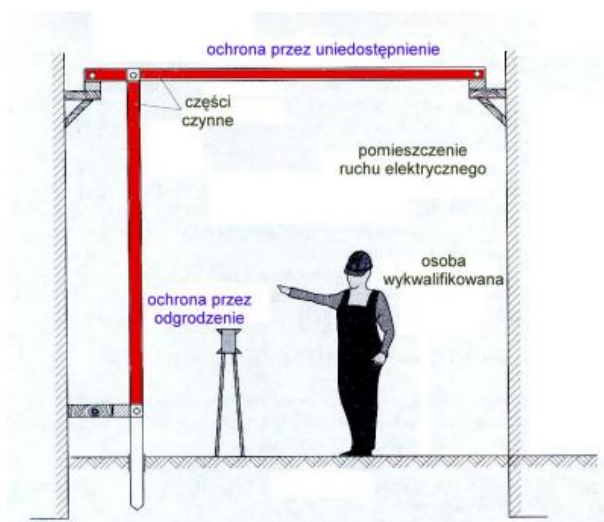 ochrona przez uniedostępnienie
części
czynne
pomieszczenie
ruchu elektrycznego
osoba
wykwalifikowana
ochrona przez
odgrodzenie